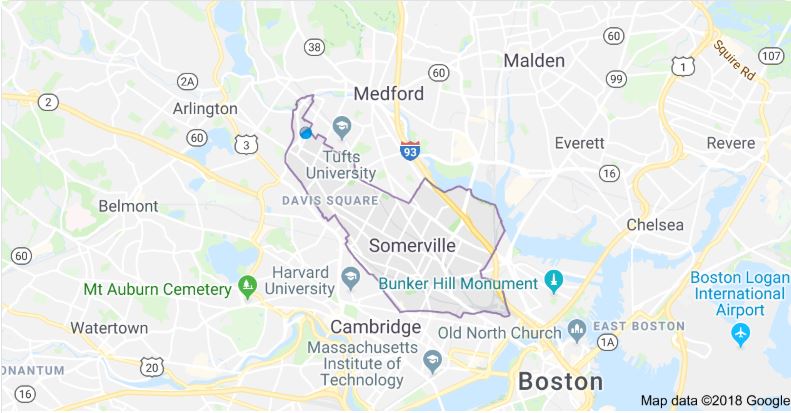 38
60
Malden
1
Squire Rd
107
2A
99
2
Arlington
Medford
60
3
Tufts
University
93
Everett
Revere
16
Belmont
DAVIS SQUARE
Chelsea
60
Somerville
Harvard
University
Mt Auburn Cemetery
Bunker Hill Monument
Boston Logan
International
Airport
Watertown
Cambridge
Old North Church
EAST BOSTON
1A
Massachusetts
Institute of
Technology
20
ONANTUM
16
Boston
Map data ©2018 Google